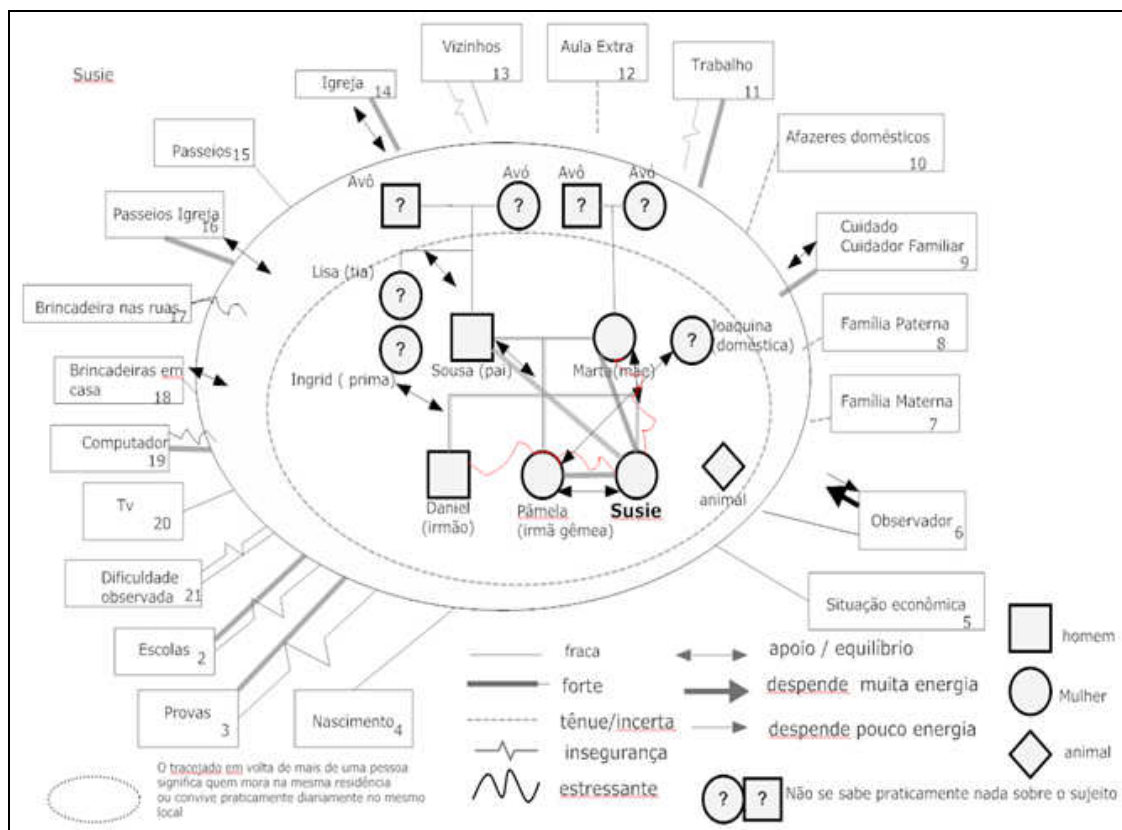 Susie
Vizinhos
13
Aula Extra
12
Trabalho
11
Igreja
14
Afazeres domésticos
10
Passeios 15
Avô
Avó
Avô
Avó
?
?
?
?
Passeios Igreja
16
Cuidado
Cuidador Familiar
9
Lisa (tia)
?
Brincadeira nas ruas
17
?
?
Joaquina
(doméstica)
Família Paterna
8
Ingrid ( prima)
Sousa (pai)
Marta(mãe)
Brincadeiras em
casa
18
Família Materna
7
Computador
19
Tv
20
Daniel
(irmão)
Pâmela
(irmã gêmea)
Susie
animal
Observador
6
Dificuldade
observada 21
Situação econômica
5
Escolas
2
Provas
3
Nascimento 4
fraca
forte
tênue/incerta
insegurança
estressante
apoio / equilíbrio
despende muita energia
despende pouco energia
homem
Mulher
animal
? ? Não se sabe praticamente nada sobre o sujeito
O tracejado em volta de mais de uma pessoa
significa quem mora na mesma residência
ou convive praticamente diariamente no mesmo
local